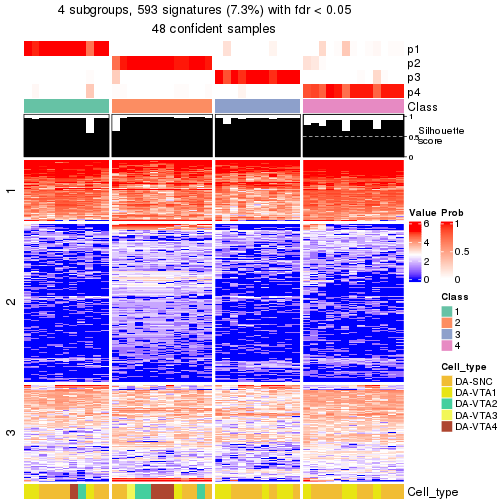 4 subgroups, 593 signatures (7.3%) with fdr < 0.05
48 confident samples
p1
p2
p3
p4
Class
1
0.5
0
Silhouette
score
1
2
3
Value
6
4
2
0
Prob
1
0.5
0
Class
1
2
3
4
Cell_type
DA-SNC
DA-VTA1
DA-VTA2
DA-VTA3
DA-VTA4
Cell_type